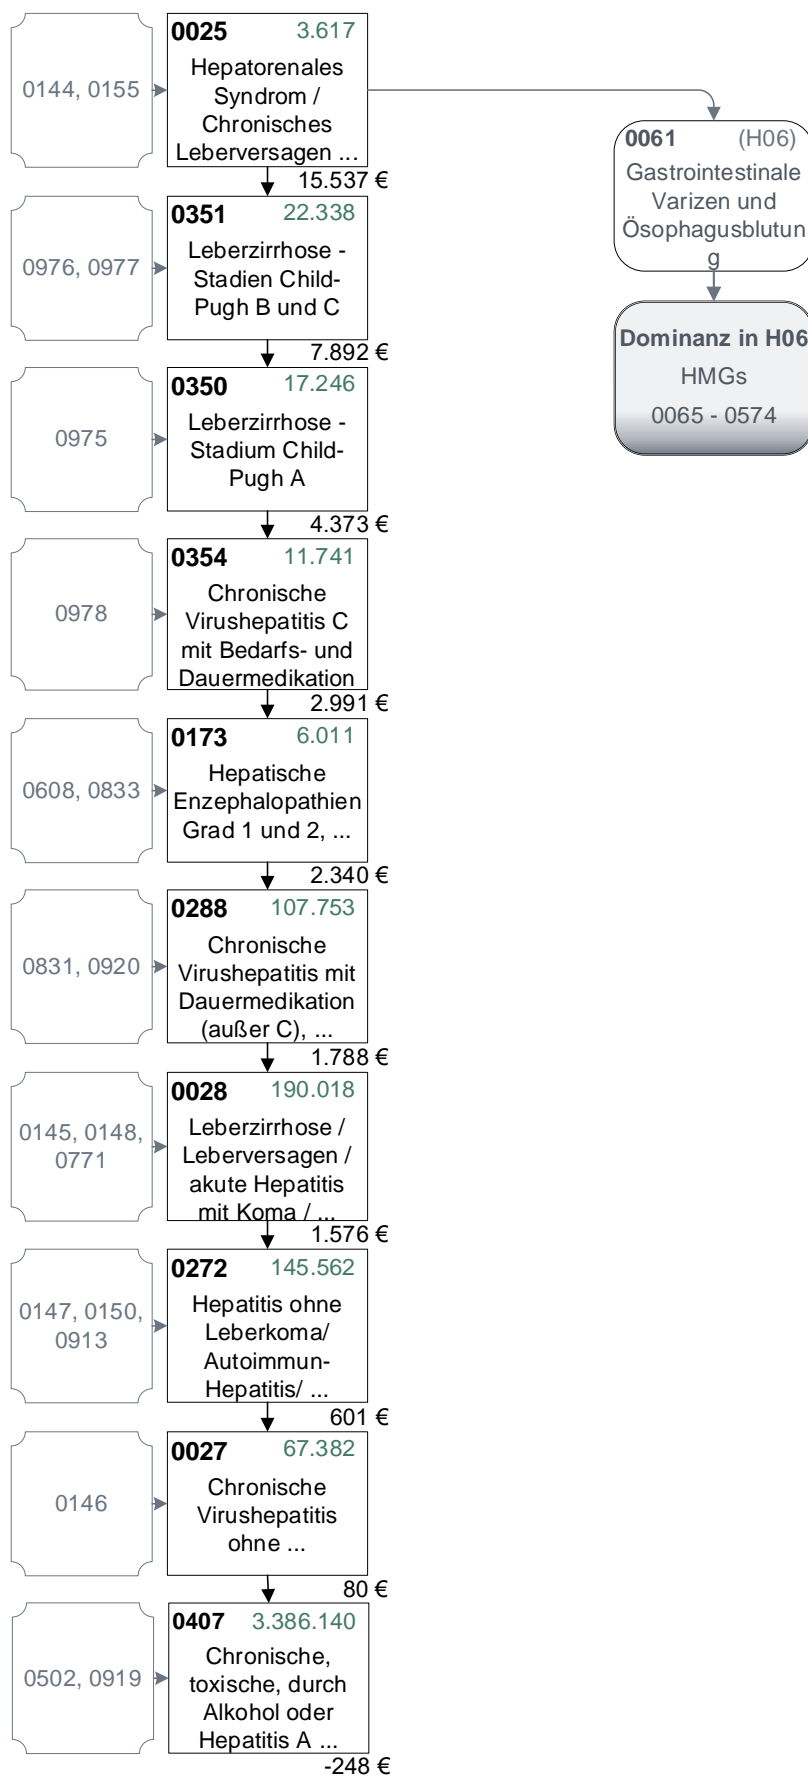 0025 3.617
0144, 0155
Hepatorenales
Syndrom /
Chronisches
Leberversagen ...
15.537 €
0061 (H06)
Gastrointestinale
Varizen und
Ösophagusblutun
g
Dominanz in H06
HMGs
0065 - 0574
0351 22.338
0976, 0977
Leberzirrhose -
Stadien Child-
Pugh B und C
7.892 €
0350 17.246
0975
Leberzirrhose -
Stadium Child-
Pugh A
4.373 €
0354 11.741
0978
Chronische
Virushepatitis C
mit Bedarfs- und
Dauermedikation
2.991 €
0173 6.011
0608, 0833
Hepatische
Enzephalopathien
Grad 1 und 2, ...
2.340 €
0288 107.753
0831, 0920
Chronische
Virushepatitis mit
Dauermedikation
(außer C), ...
1.788 €
0028 190.018
0145, 0148,
0771
Leberzirrhose /
Leberversagen /
akute Hepatitis
mit Koma / ...
1.576 €
0272 145.562
0147, 0150,
0913
Hepatitis ohne
Leberkoma/
Autoimmun-
Hepatitis/ ...
601 €
0027 67.382
0146
Chronische
Virushepatitis
ohne ...
80 €
0407 3.386.140
0502, 0919
Chronische,
toxische, durch
Alkohol oder
Hepatitis A ...
-248 €